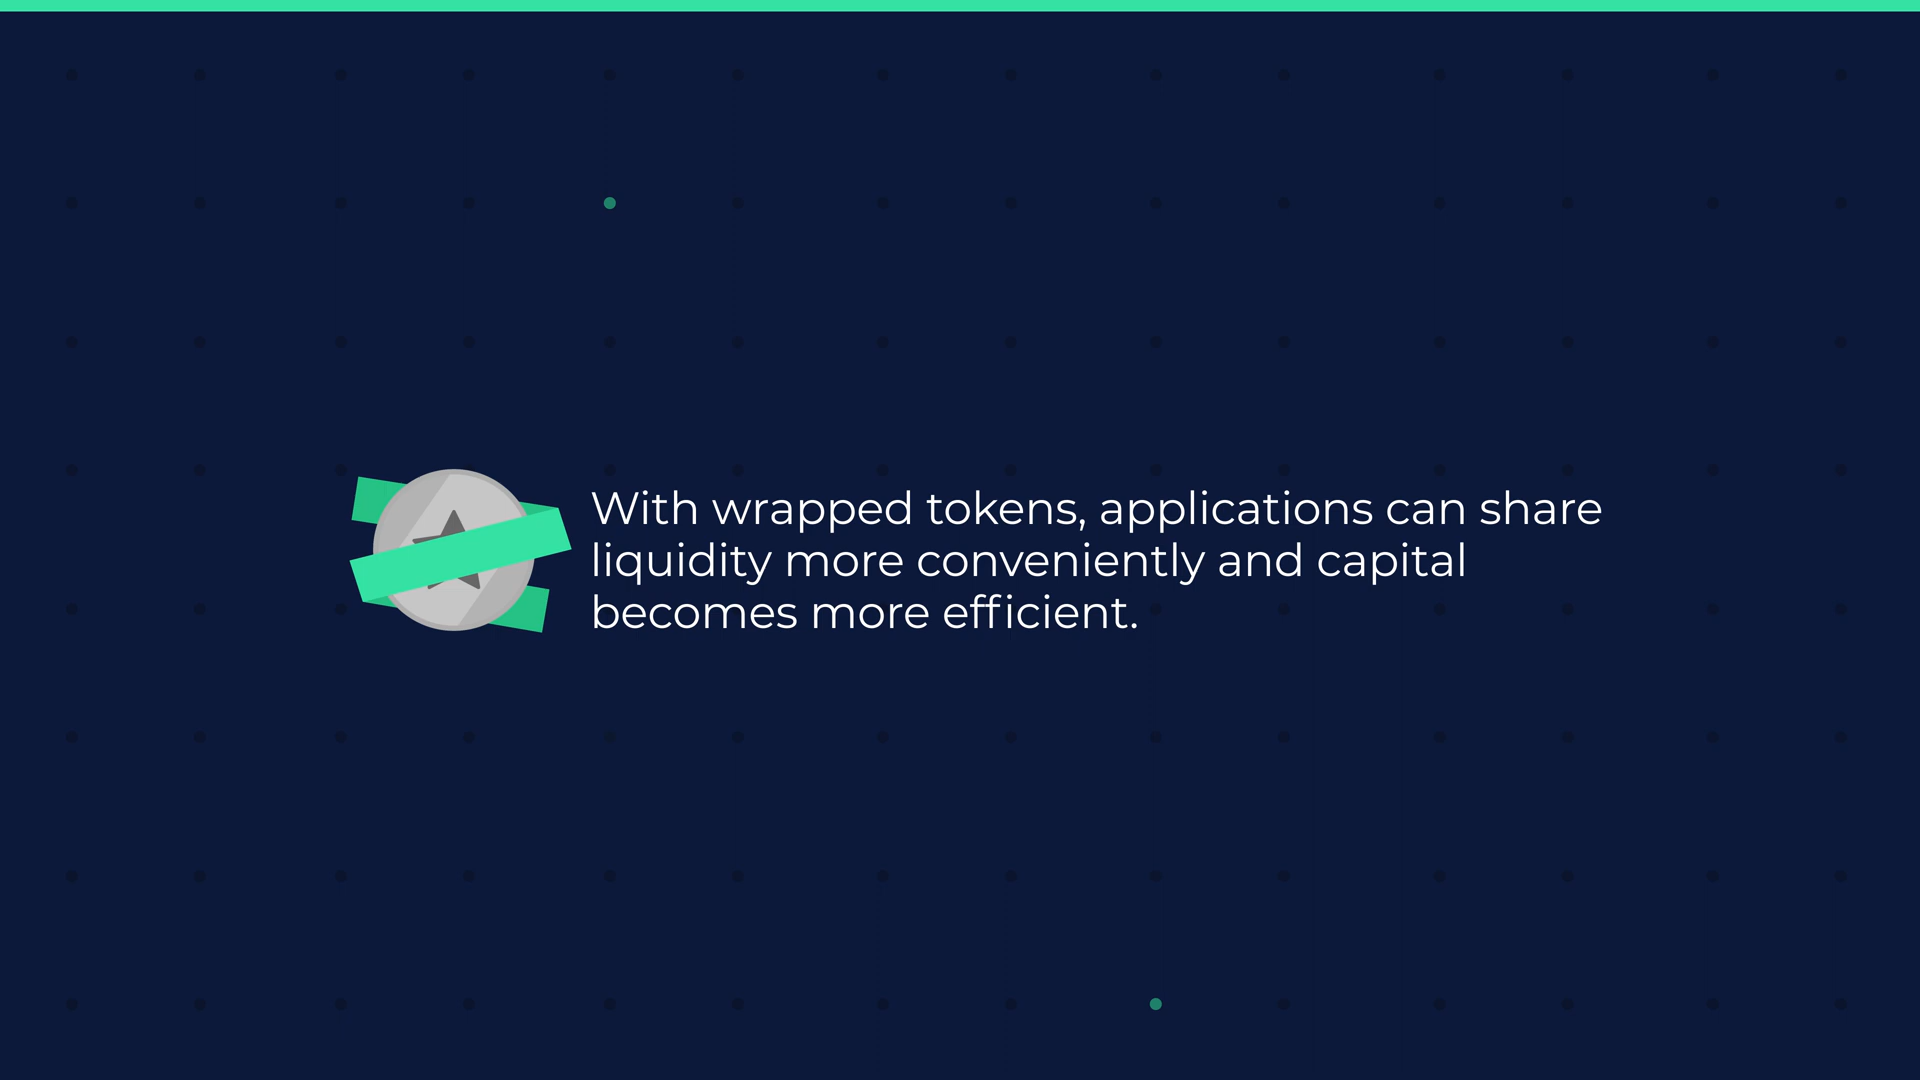 With wrapped tokens, applications can share
liquidity more conveniently and capital
becomes more efficient.